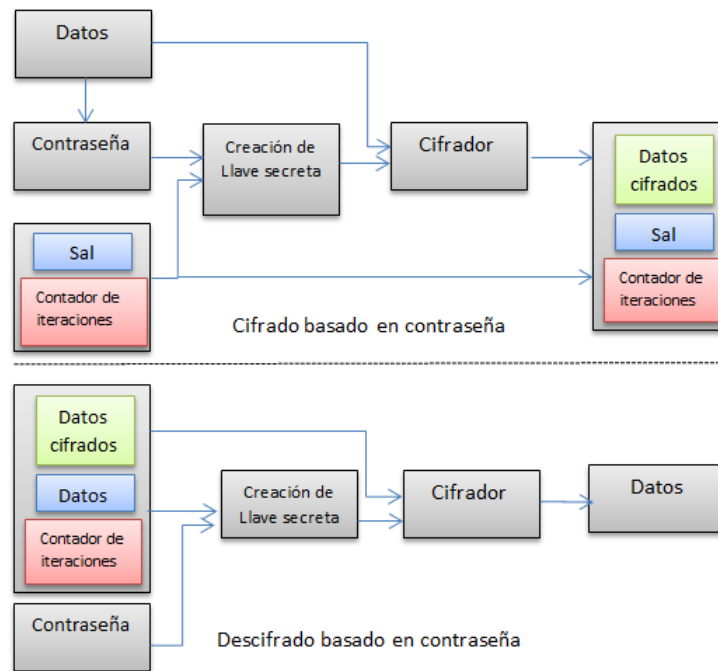 Datos
Contraseña
Creación de
Llave secreta
Cifrador
Datos
cifrados
Sal
Contador de
iteraciones
Sal
Contador de
iteraciones
Cifrado basado en contraseña
Datos
cifrados
Datos
Contador de
iteraciones
Creación de
Llave secreta
Cifrador
Datos
Contraseña
Descifrado basado en contraseña